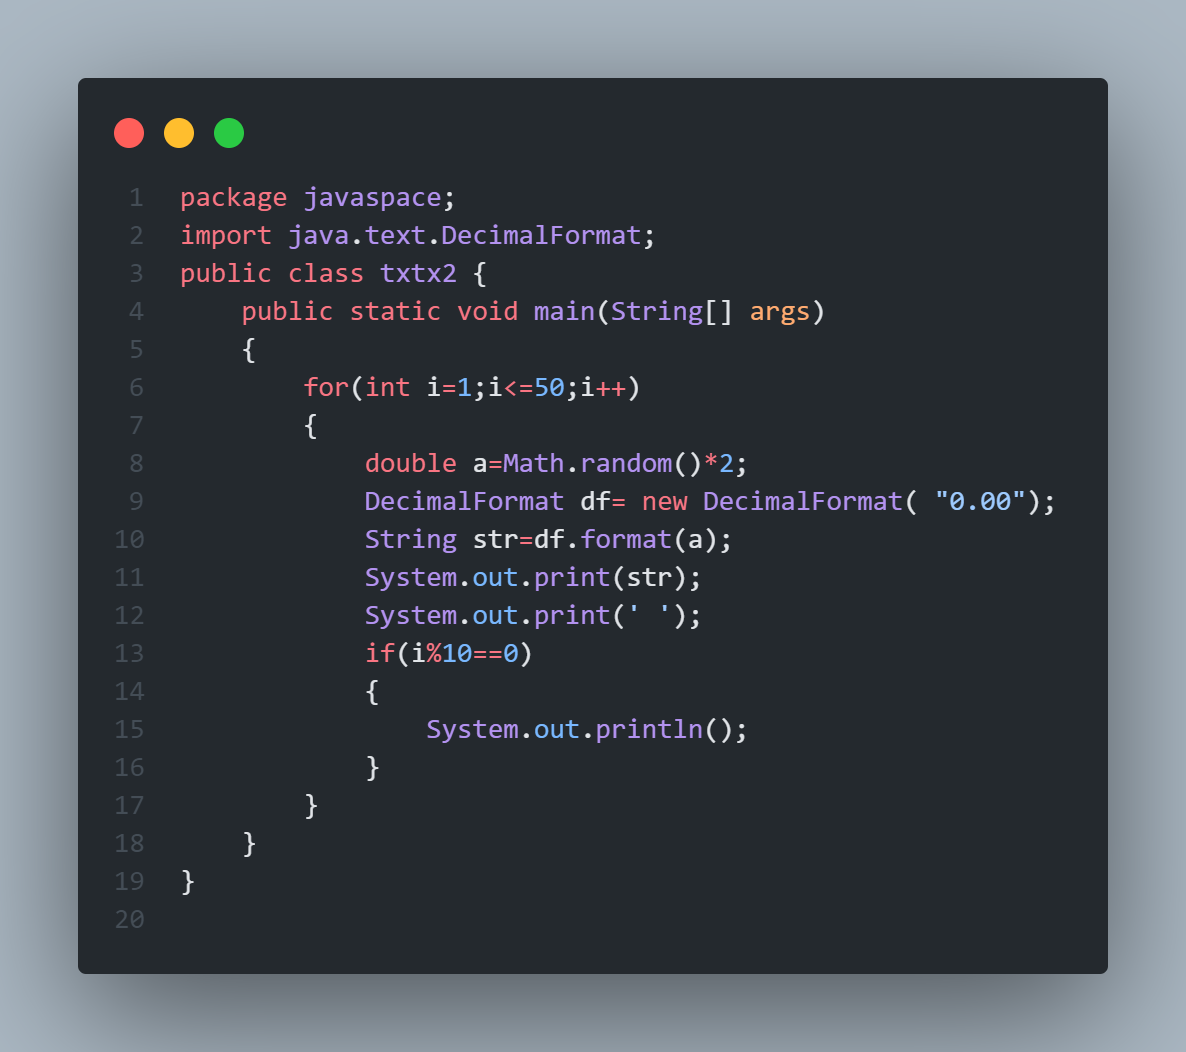 1 package javaspace;
2 import java.text.DecimalFormat;
3 public class txtx2 {
4     public static void main(String[] args)
5     {
6         for(int i=1;i<=50;i++)
7         {
8             double a=Math.random()*2;
9             DecimalFormat df= new DecimalFormat( "0.00");
10             String str=df.format(a);
11             System.out.print(str);
12             System.out.print(' ');
13             if(i%10==0)
14             {
15                 System.out.println();
16             }
17         }
18     }
19 }
20